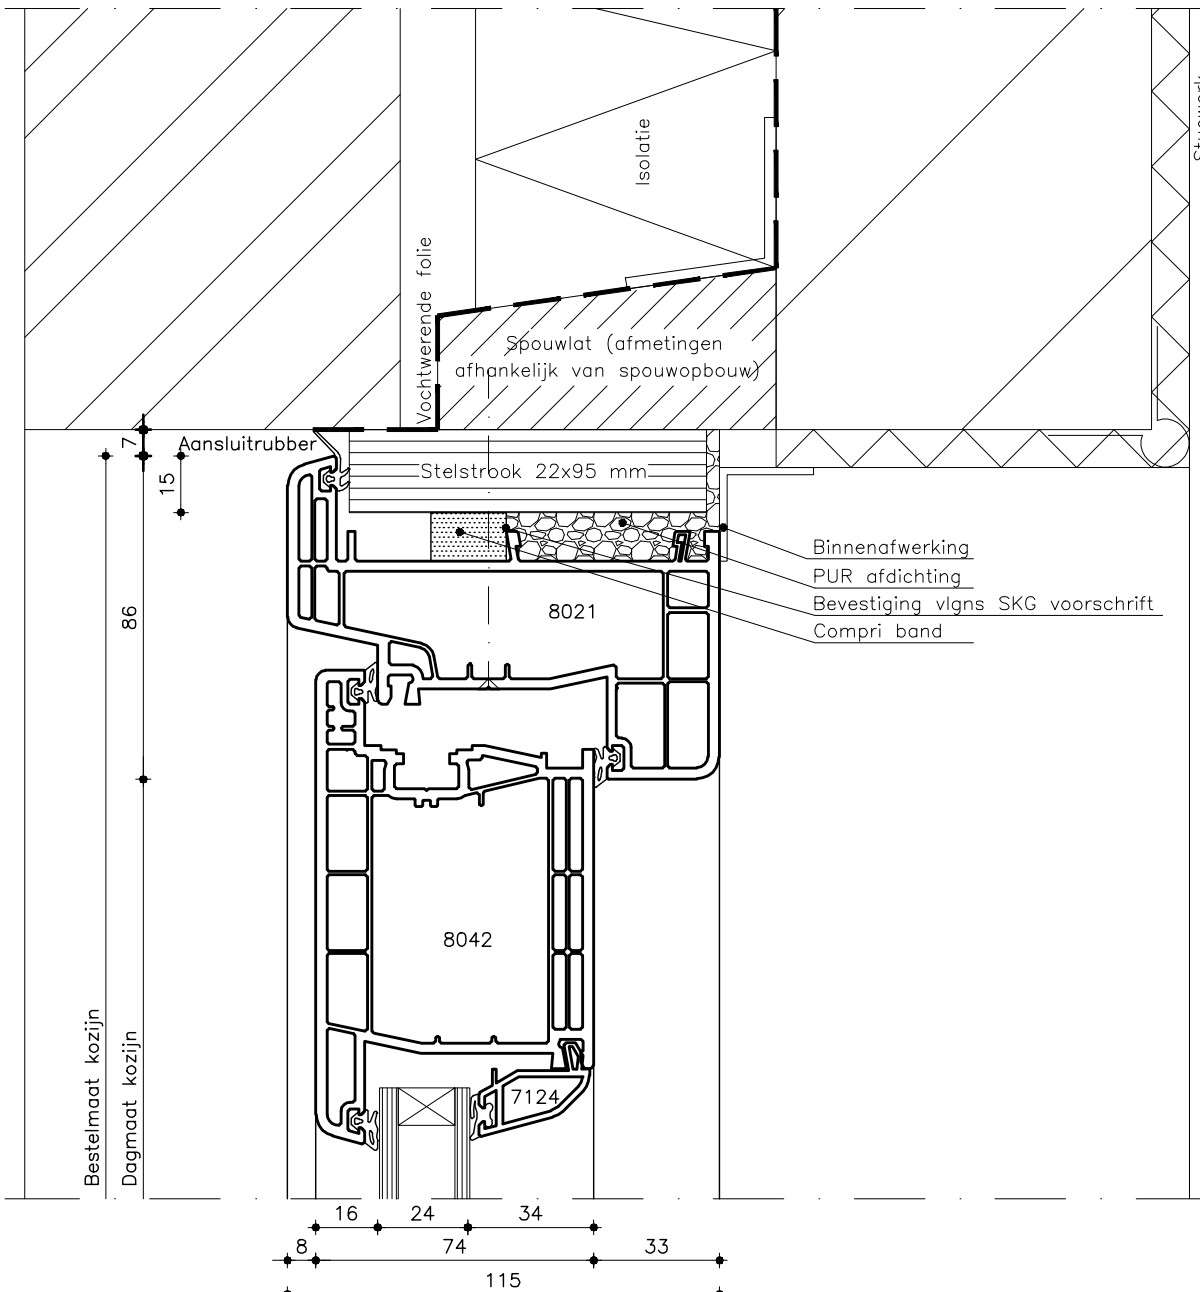 Isolatie
Vochtwerende folie
Spouwlat (afmetingen
afhankelijk van spouwopbouw)
7
Aansluitrubber
15
Stelstrook 22x95 mm
Binnenafwerking
PUR afdichting
Bevestiging vlgns SKG voorschrift
Compri band
86
8021
8042
Bestelmaat kozijn
Dagmaat kozijn
7124
16 24 34
8 74 33
115